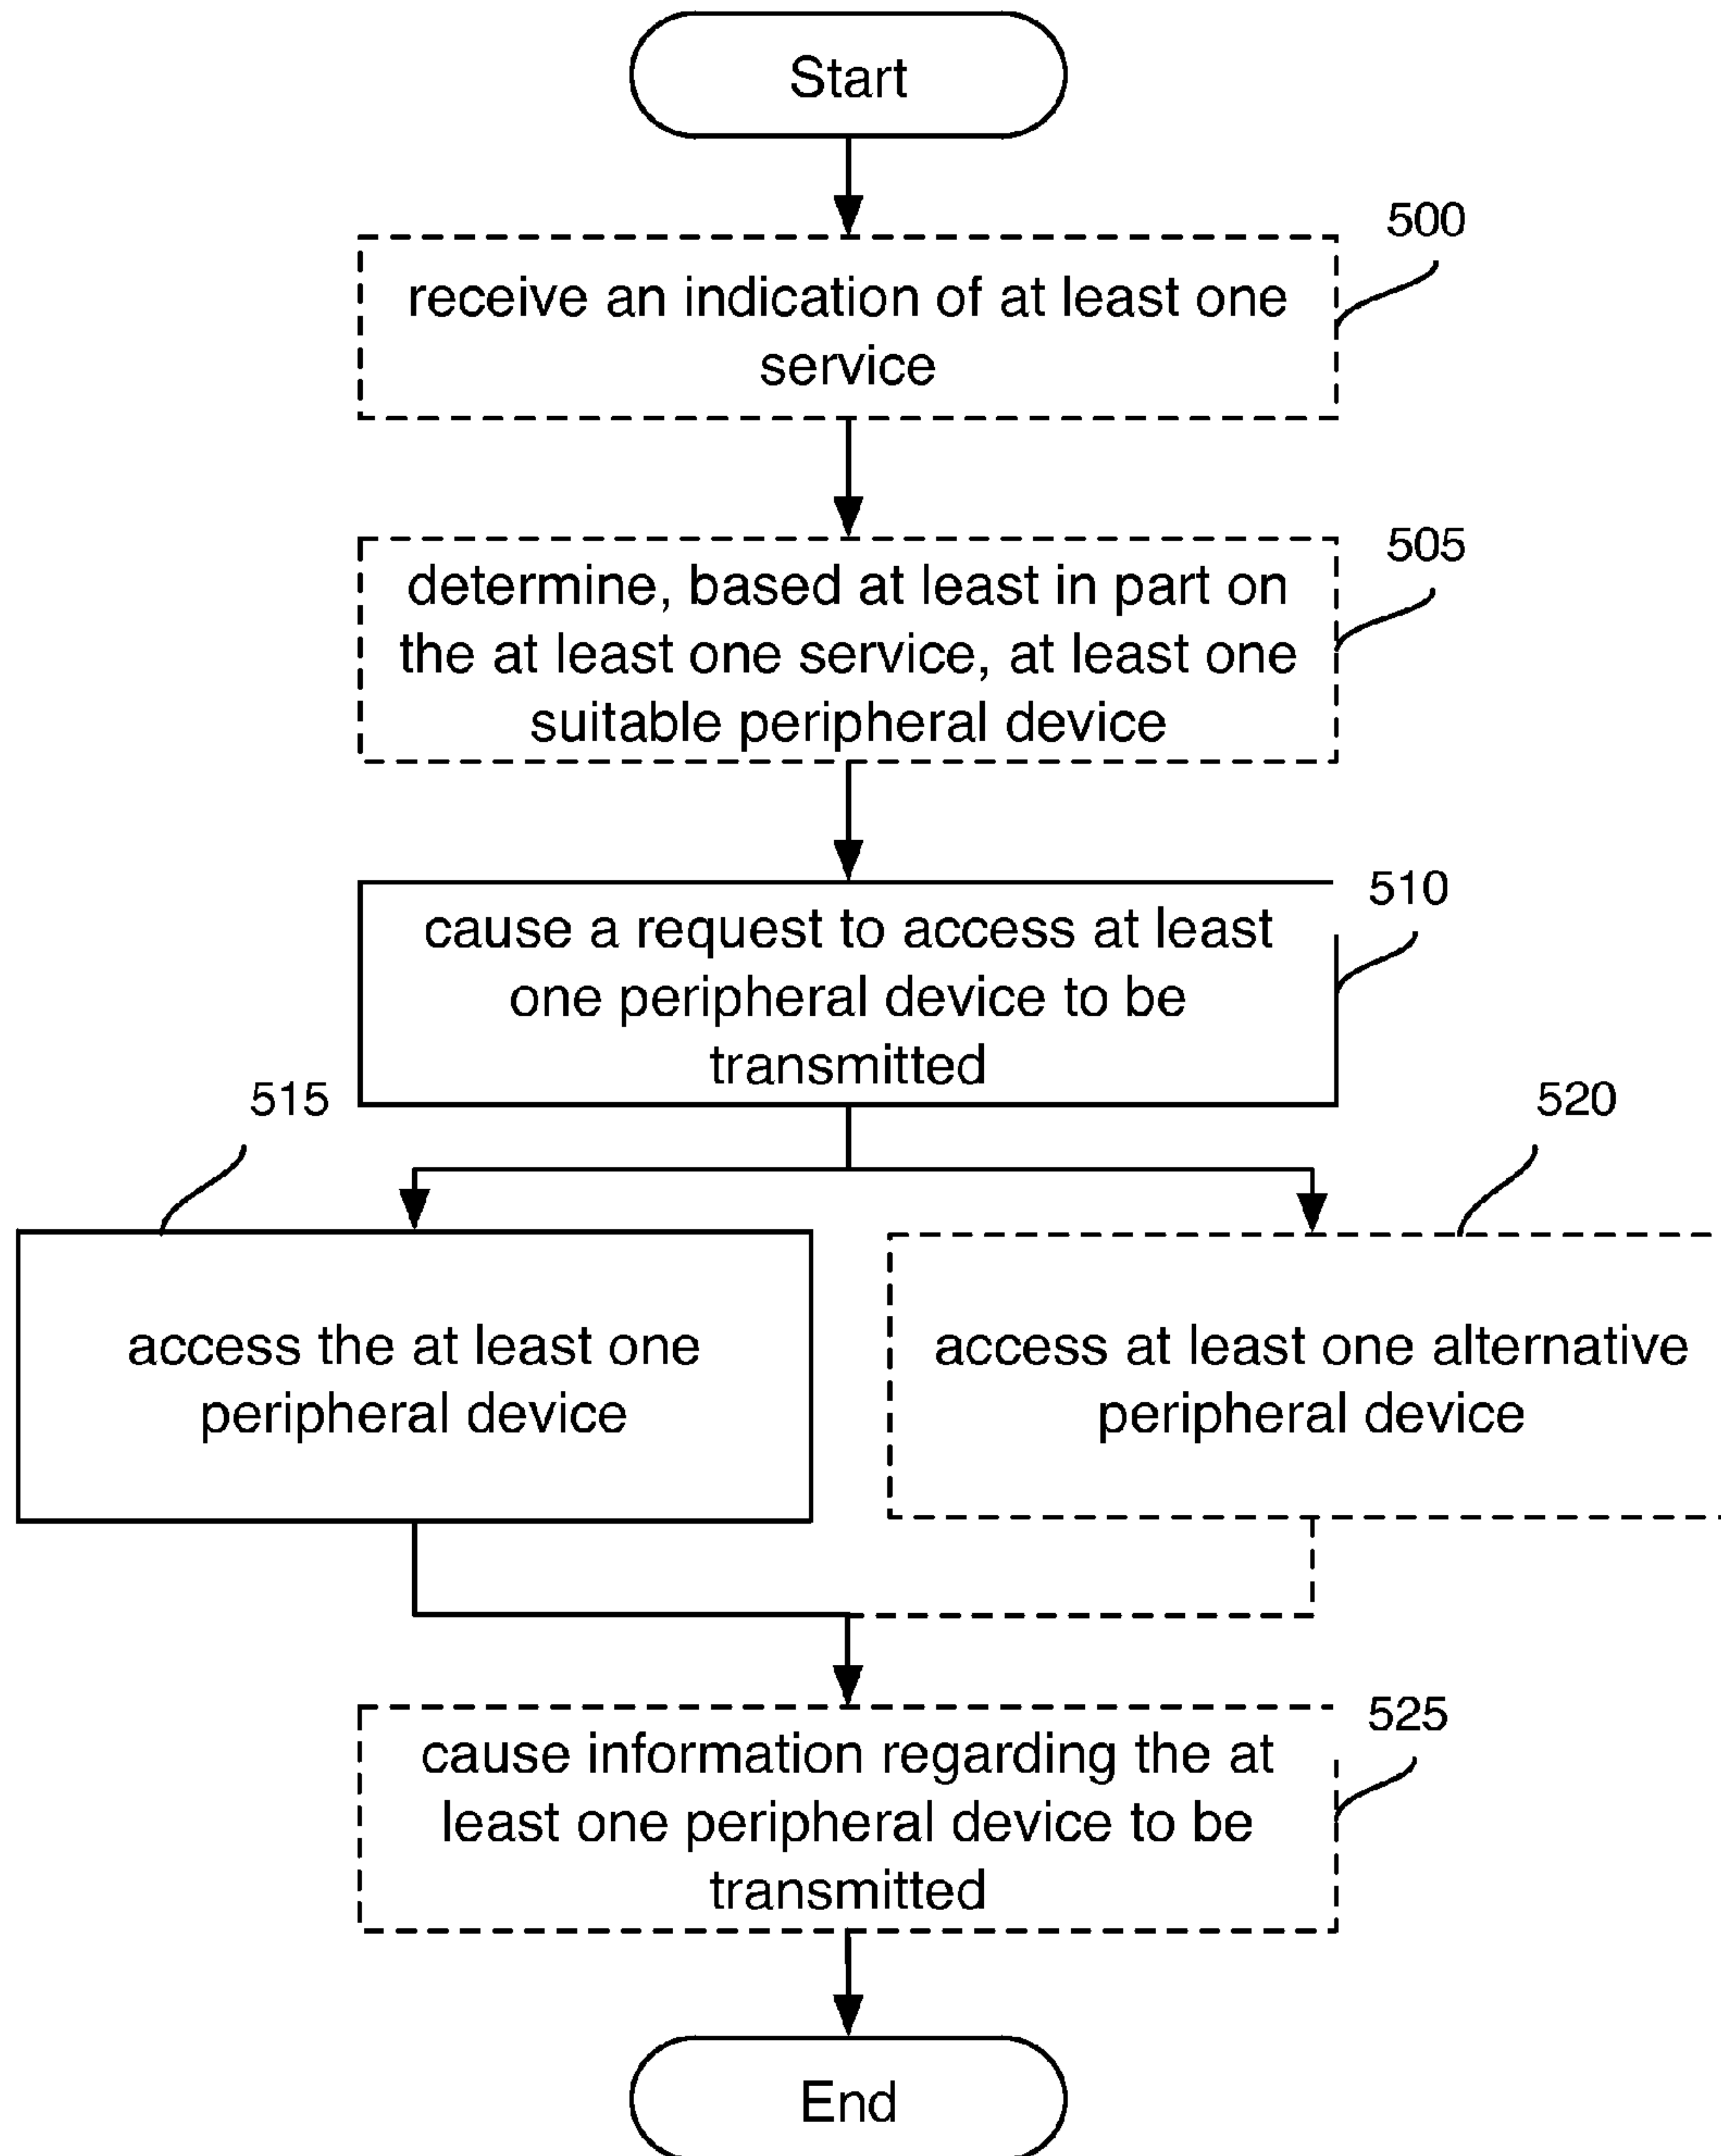 Start
500
receive an indication of at least one
service
505
determine, based at least in part on
the at least one service, at least one
suitable peripheral device
510
cause a request to access at least
one peripheral device to be
transmitted
515
520
access the at least one
peripheral device
access at least one alternative
peripheral device
525
cause information regarding the at
least one peripheral device to be
transmitted
End